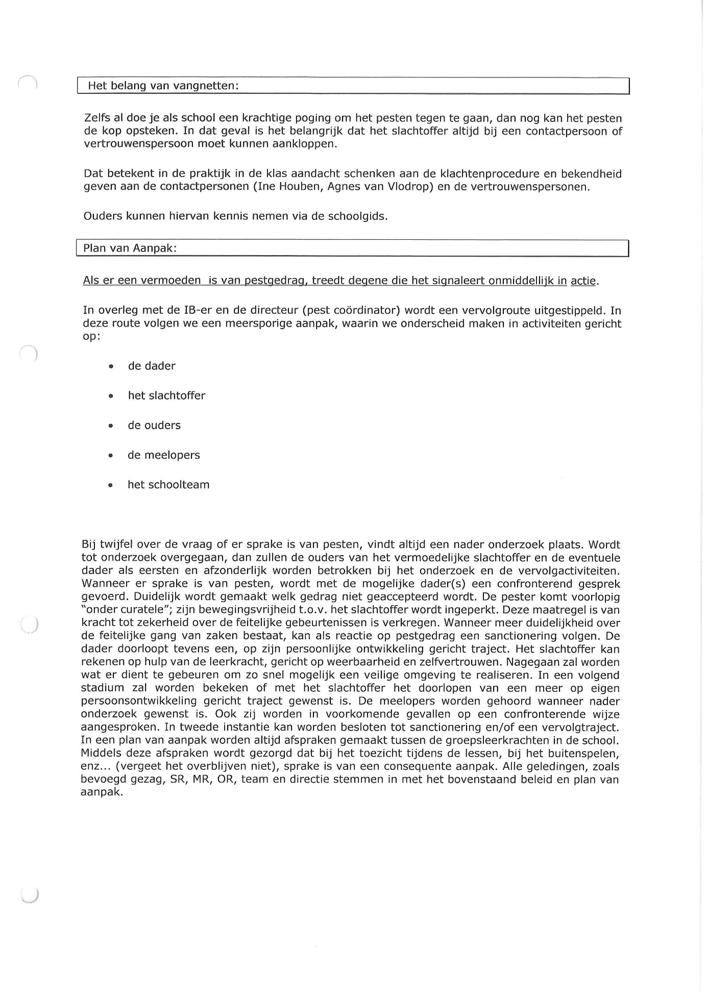 Het belang van vangnetten:
Zelfs al doe je als school een krachtige poging om het pesten tegen te gaan, dan nog kan het pesten
de kop opsteken. In dat geval is het belangrijk dat het slachtoffer altijd bij een contactpersoon of
vertrouwenspersoon moet kunnen aankloppen.
Dat betekent in de praktijk in de klas aandacht schenken aan de klachtenprocedure en bekendheid
geven aan de contactpersonen (Ine Houben, Agnes van Vlodrop) en de vertrouwenspersonen.
Ouders kunnen hiervan kennis nemen via de schoolgids.
Plan van Aanpak:
Als er een vermoeden  is van pestgedrag, treedt degene die het signaleert onmiddellijk in actie.
In overleg met de IB-er en de directeur (pest coördinator) wordt een vervolgroute uitgestippeld. In
deze route volgen we een meersporige aanpak, waarin we onderscheid maken in activiteiten gericht
op:
• de dader
• het slachtoffer
• de ouders
• de meelopers
• het schoolteam
Bij twijfel over de vraag of er sprake is van pesten, vindt altijd een nader onderzoek plaats. Wordt
tot onderzoek overgegaan, dan zullen de ouders van het vermoedelijke slachtoffer en de eventuele
dader als eersten en afzonderlijk worden betrokken bij het onderzoek en de vervolgactiviteiten.
Wanneer er sprake is van pesten, wordt met de mogelijke dader(s) een confronterend gesprek
gevoerd. Duidelijk wordt gemaakt welk gedrag niet geaccepteerd wordt. De pester komt voorlopig
"onder curatele"; zijn bewegingsvrijheid t.o.v. het slachtoffer wordt ingeperkt. Deze maatregel is van
kracht tot zekerheid over de feitelijke gebeurtenissen is verkregen. Wanneer meer duidelijkheid over
de feitelijke gang van zaken bestaat, kan als reactie op pestgedrag een sanctionering volgen. De
dader doorloopt tevens een, op zijn persoonlijke ontwikkeling gericht traject. Het slachtoffer kan
rekenen op hulp van de leerkracht, gericht op weerbaarheid en zelfvertrouwen. Nagegaan zal worden
wat er dient te gebeuren om zo snel mogelijk een veilige omgeving te realiseren. In een volgend
stadium zal worden bekeken of met het slachtoffer het doorlopen van een meer op eigen
persoonsontwikkeling gericht traject gewenst is. De meelopers worden gehoord wanneer nader
onderzoek gewenst is. Ook zij worden in voorkomende gevallen op een confronterende wijze
aangesproken. In tweede instantie kan worden besloten tot sanctionering en/of een vervolgtraject.
In een plan van aanpak worden altijd afspraken gemaakt tussen de groepsleerkrachten in de school.
Middels deze afspraken wordt gezorgd dat bij het toezicht tijdens de lessen, bij het buitenspelen,
enz... (vergeet het overblijven niet), sprake is van een consequente aanpak. Alle geledingen, zoals
bevoegd gezag, SR, MR, OR, team en directie stemmen in met het bovenstaand beleid en plan van
aanpak.